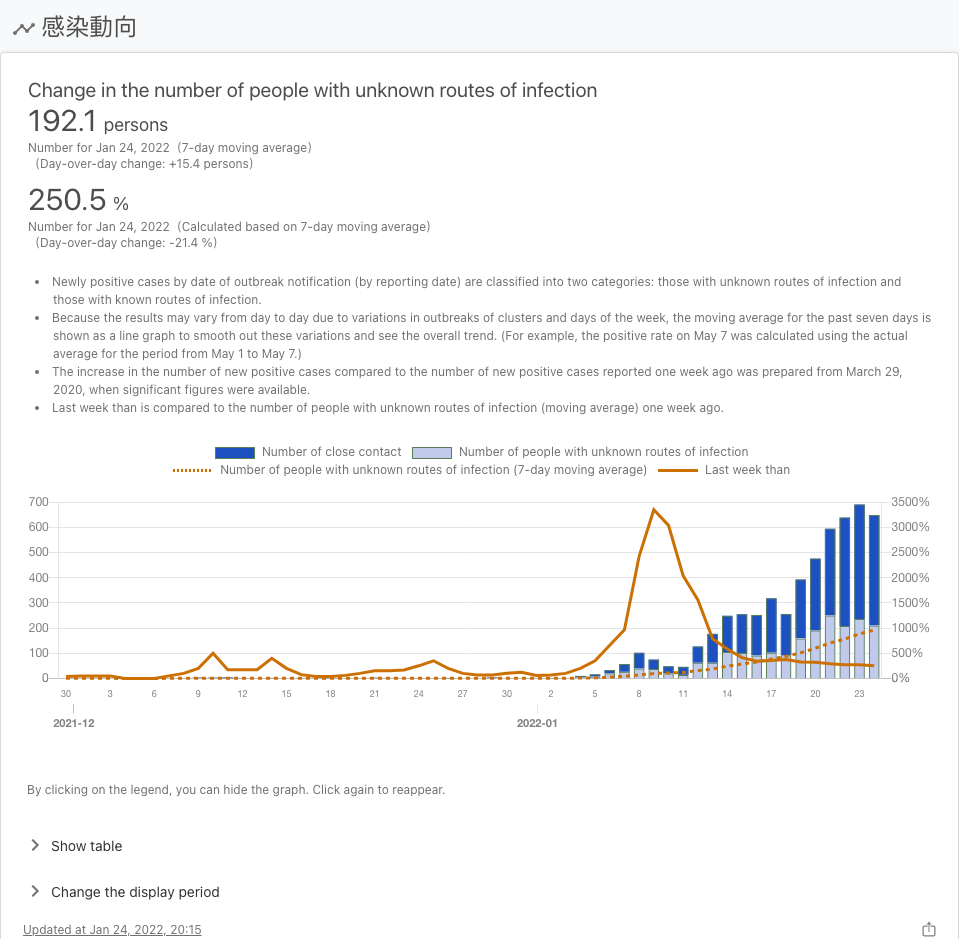 感染動向
Change in the number of people with unknown routes of infection
192.1 persons
Number for Jan 24, 2022 (7-day moving average)
(Day-over-day change: +15.4 persons)
250.5 %
Number for Jan 24, 2022 (Calculated based on 7-day moving average)
(Day-over-day change: -21.4 %)
• Newly positive cases by date of outbreak notification (by reporting date) are classified into two categories: those with unknown routes of infection and
those with known routes of infection.
• Because the results may vary from day to day due to variations in outbreaks of clusters and days of the week, the moving average for the past seven days is
shown as a line graph to smooth out these variations and see the overall trend. (For example, the positive rate on May 7 was calculated using the actual
average for the period from May 1 to May 7.)
• The increase in the number of new positive cases compared to the number of new positive cases reported one week ago was prepared from March 29,
2020, when significant figures were available.
• Last week than is compared to the number of people with unknown routes of infection (moving average) one week ago.
Number of close contact Number of people with unknown routes of infection
Number of people with unknown routes of infection (7-day moving average) Last week than
700 3500%
600 3000%
500 2500%
400 2000%
300 1500%
200 1000%
100 500%
0 0%
30 3 6 9 12 15 18 21 24 27 30 2 5 8 11 14 17 20 23
2021-12 2022-01
By clicking on the legend, you can hide the graph. Click again to reappear.
Show table
Change the display period
Updated at Jan 24, 2022, 20:15